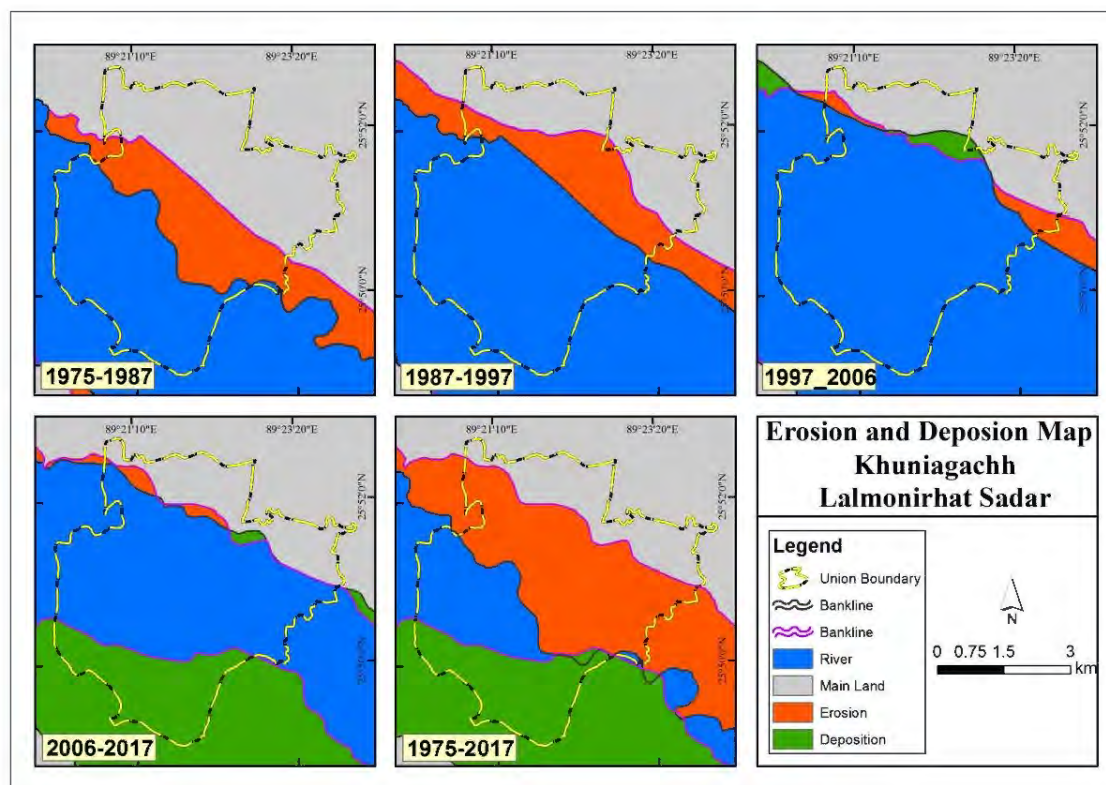 89°21'10"E
89°23'20"E
25°52'0"N
25°50'0"N
1975-1987
89°21'10"E
89°23'20"E
25°52'0"N
25°50'0"N
1987-1997
89°21'10"E
89°23'20"E
25°52'0"N
25°50'0"N
1997_2006
89°21'10"E
89°23'20"E
25°52'0"N
25°50'0"N
2006-2017
89°21'10"E
89°23'20"E
25°52'0"N
25°50'0"N
1975-2017
Erosion and Deposion Map
Khuniagachh
Lalmonirhat Sadar
Legend
Union Boundary
Bankline
Bankline
River
Main Land
Erosion
Deposition
N
0 0.75 1.5 3
km